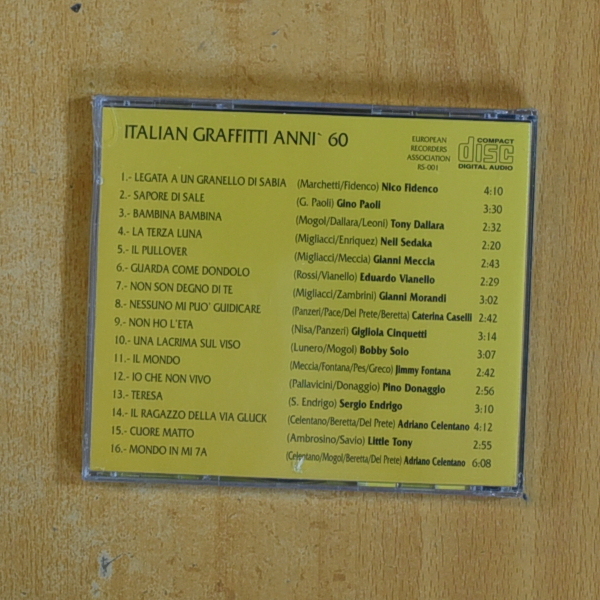 ITALIAN GRAFFITTI ANNI` 60
EUROPEAN
RECORDERS
ASSOCIATION
RS-001
COMPACT
disc
DIGITAL AUDIO
1.- LEGATA A UN GRANELLO DI SABIA (Marchetti/Fidenco) Nico Fidenco 4:10
2.- SAPORE DI SALE (G. Paoli) Gino Paoli 3:30
3.- BAMBINA BAMBINA (Mogol/Dallara/Leoni) Tony Dallara 2:32
4.- LA TERZA LUNA (Migliacci/Enriquez) Neil Sedaka 2:20
5.- IL PULLOVER (Migliacci/Meccia) Gianni Meccia 2:43
6.- GUARDA COME DONDOLO (Rossi/Vianello) Eduardo Vianello 2:29
7.- NON SON DEGNO DI TE (Migliacci/Zambrini) Gianni Morandi 3:02
8.- NESSUNO MI PUO` GUIDICARE (Panzeri/Pace/Del Prete/Beretta) Caterina Caselli 2:42
9.- NON HO L'ETA (Nisa/Panzeri) Gigliola Cinquetti 3:14
10.- UNA LACRIMA SUL VISO (Lunero/Mogol) Bobby Solo 3:07
11.- IL MONDO (Meccia/Fontana/Pes/Greco) Jimmy Fontana 2:42
12.- IO CHE NON VIVO (Pallavicini/Donaggio) Pino Donaggio 2:56
13.- TERESA (S. Endrigo) Sergio Endrigo 3:10
14.- IL RAGAZZO DELLA VIA GLUCK (Celentano/Beretta/Del Prete) Adriano Celentano 4:12
15.- CUORE MATTO (Ambrosino/Savio) Little Tony 2:55
16.- MONDO IN MI 7A (Celentano/Mogol/Beretta/Del Prete) Adriano Celentano 6:08